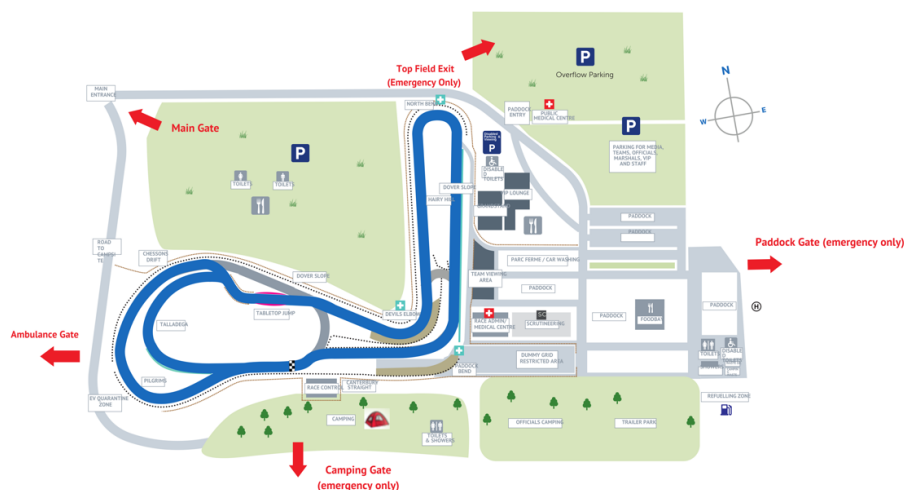 Top Field Exit
(Emergency Only)
P
Overflow Parking
N
W
E
S
MAIN
ENTRANCE
Main Gate
NORTH BEND
PADDOCK
ENTRY
PUBLIC
MEDICAL CENTRE
P
PARKING FOR MEDIA,
TEAMS, OFFICIALS,
MARSHALS, VIP
AND STAFF
P
P
DISABLE
D
TOILETS
TOILETS
TOILETS
DOVER SLOPE
HAIRY HILL
VIP LOUNGE
PADDOCK
PADDOCK
ROAD
TO
CHESSONS
DRIFT
DOVER SLOPE
PARC FERME / CAR WASHING
TEAM VIEWING
AREA
PADDOCK
Paddock Gate (emergency only)
TABLETOP JUMP
DEVILS ELBOW
TALLADEGA
RACE ADMIN/
MEDICAL CENTRE
SC
SCRUTINEERING
PADDOCK
FOODBAR
PADDOCK
H
Ambulance Gate
PILGRIMS
PADDOCK
BEND
DUMMY GRID
RESTRICTED AREA
TOILETS
DISABLE
D
TOILETS
EV QUARANTINE
ZONE
RACE CONTROL
CANTERBURY
STRAIGHT
REFUELLING ZONE
CAMPING
TOILETS
& SHOWERS
OFFICIALS CAMPING
TRAILER PARK
Camping Gate
(emergency only)